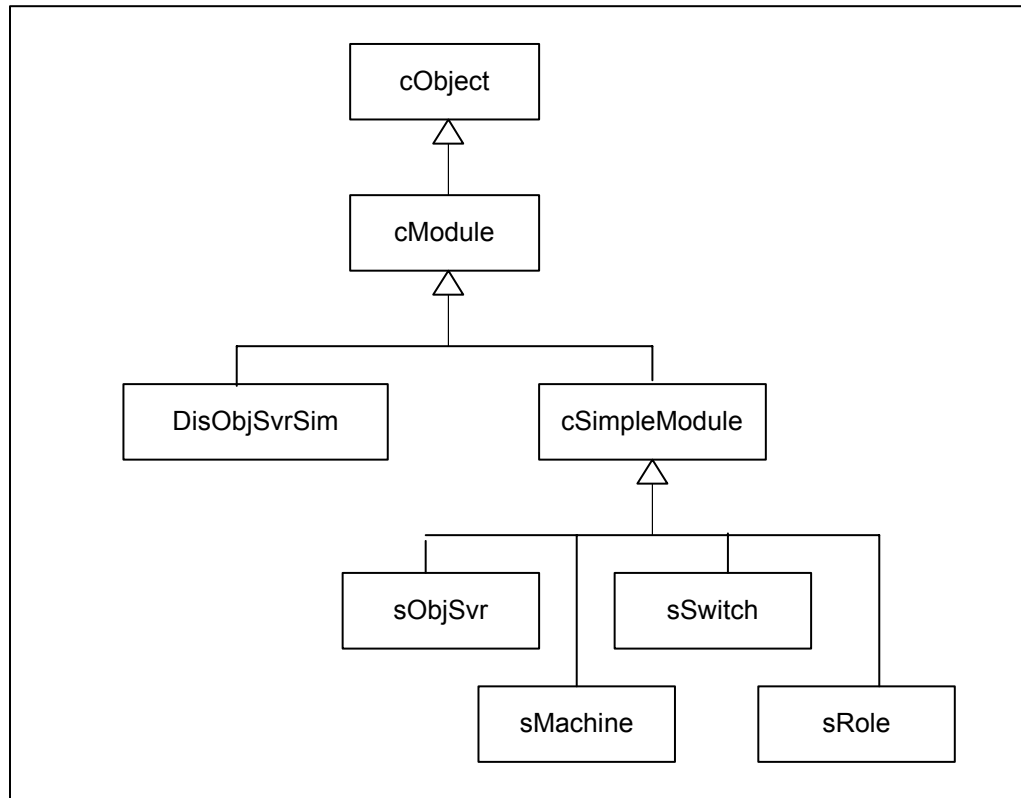 cObject
cModule
DisObjSvrSim
cSimpleModule
sObjSvr
sSwitch
sMachine
sRole